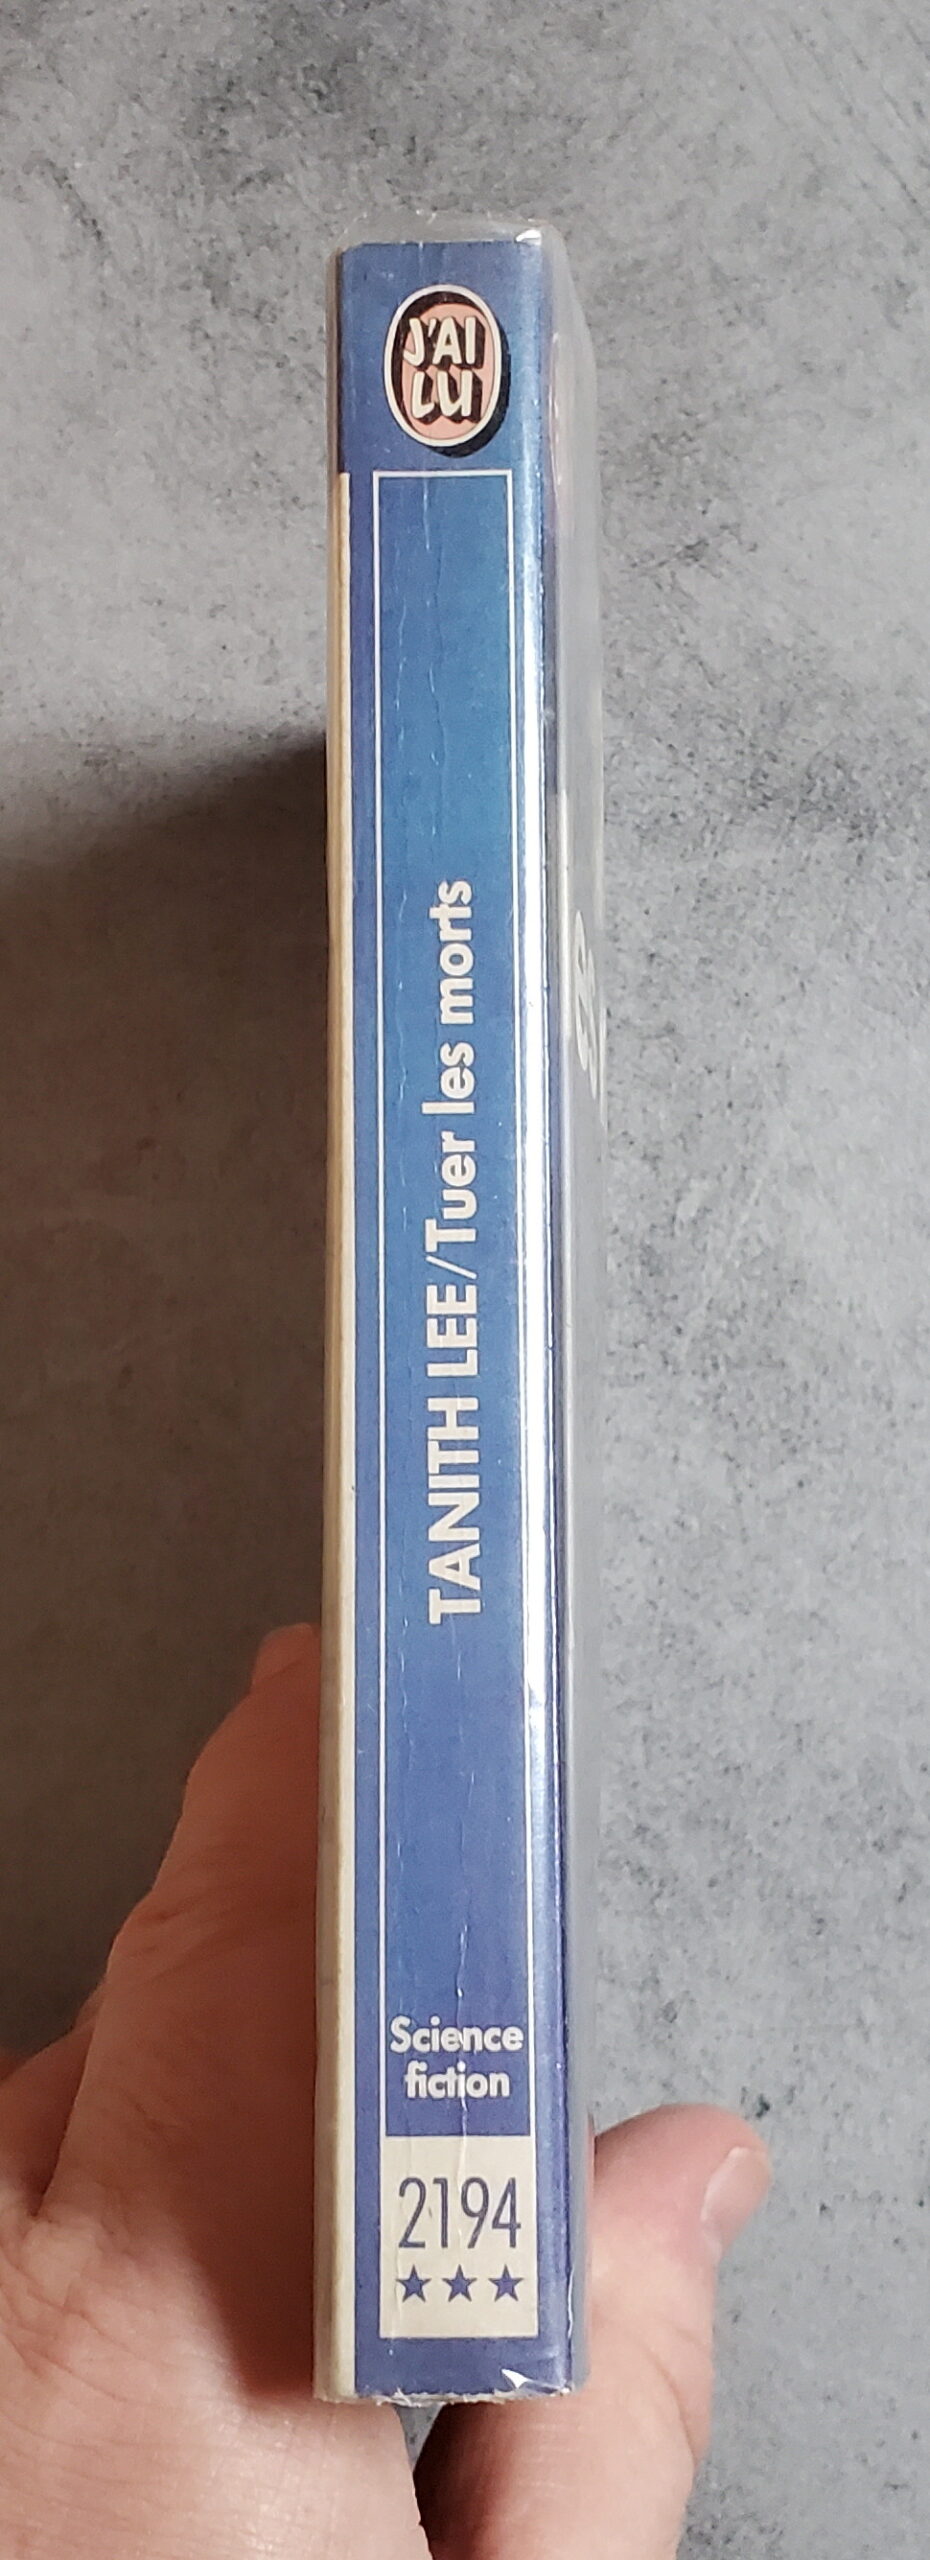 J'AI
LU
TANITH LEE/Tuer les morts
Science
fiction
2194
★★★